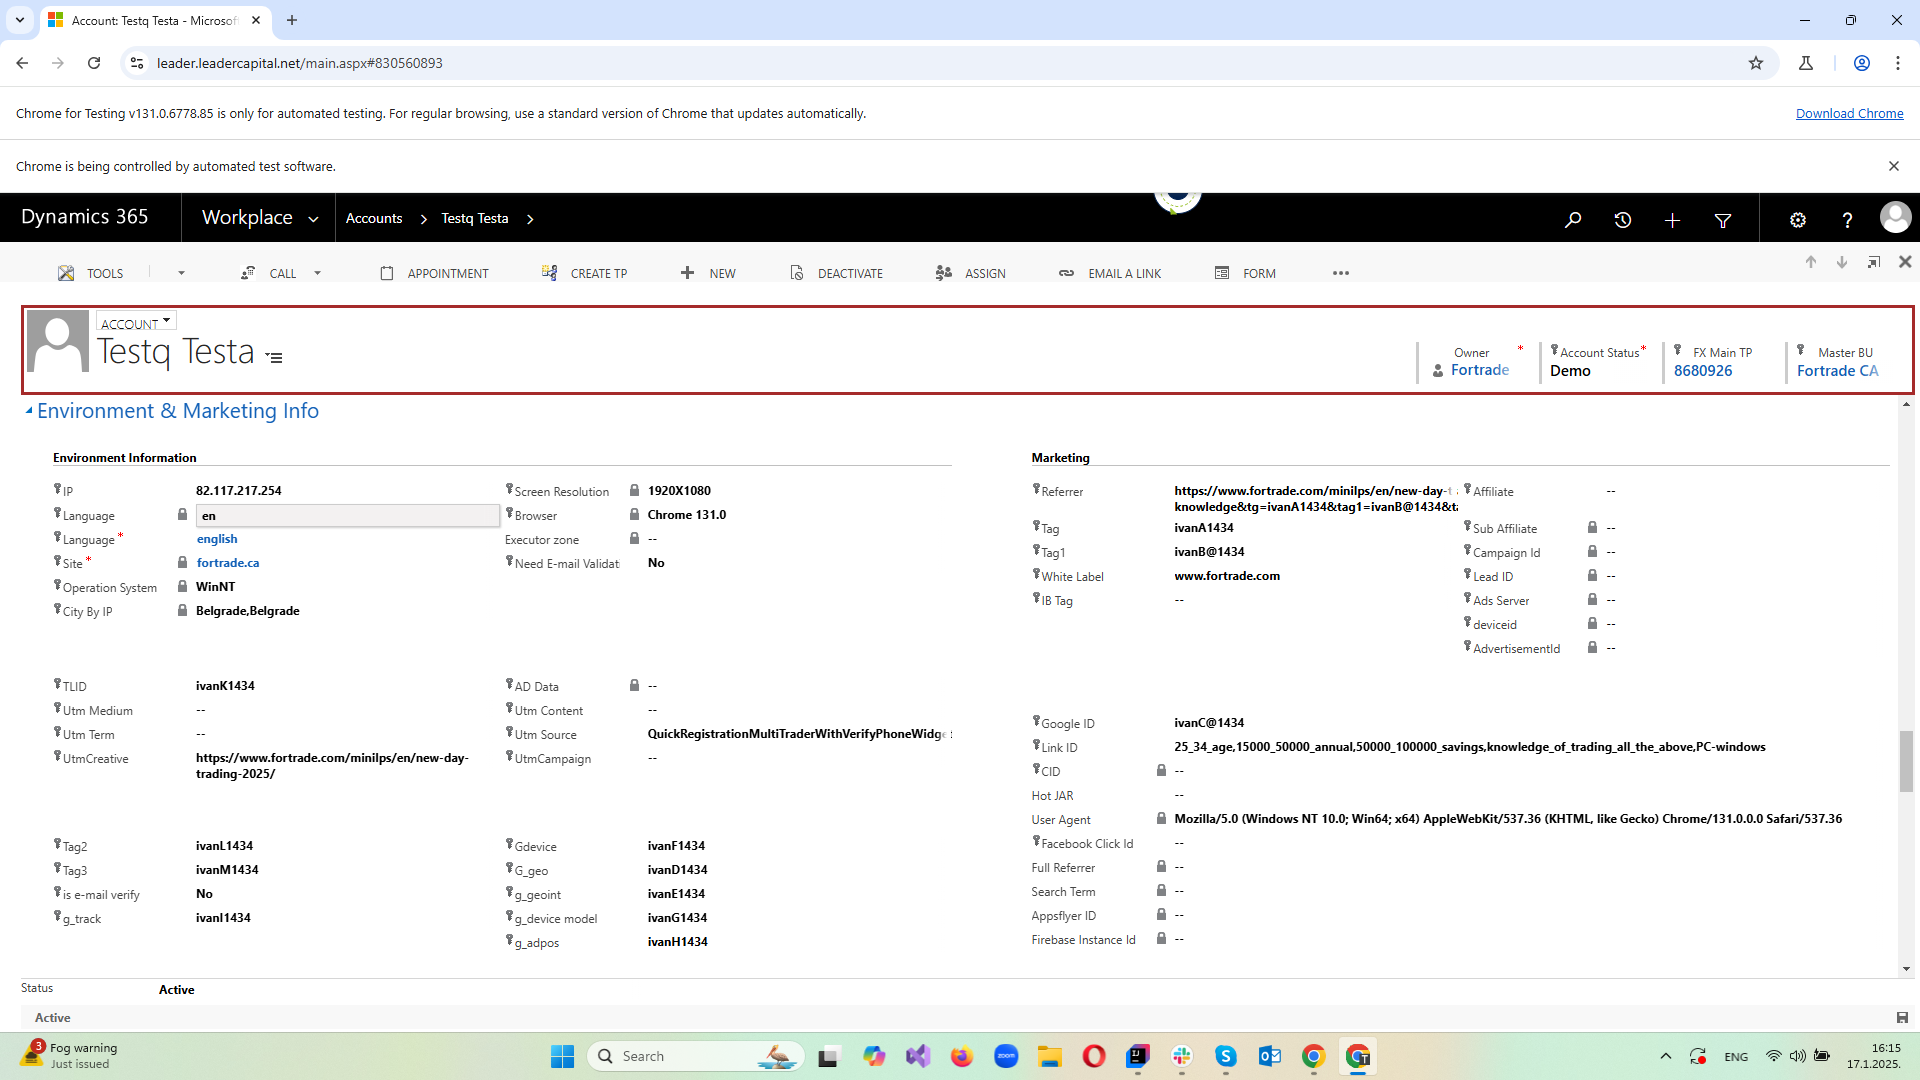 Account: Testq Testa - Microsof
leader.leadercapital.net/main.aspx#830560893
Chrome for Testing v131.0.6778.85 is only for automated testing. For regular browsing, use a standard version of Chrome that updates automatically.
Download Chrome
Chrome is being controlled by automated test software.
Dynamics 365
Workplace
Accounts
Testq Testa
TOOLS
CALL
APPOINTMENT
CREATE TP
NEW
DEACTIVATE
ASSIGN
EMAIL A LINK
FORM
ACCOUNT
Testq Testa
Owner *
Fortrade
Account Status *
Demo
FX Main TP
8680926
Master BU
Fortrade CA
Environment & Marketing Info
Environment Information
IP 82.117.217.254
Language en
Language * english
Site * fortrade.ca
Operation System WinNT
City By IP Belgrade,Belgrade
Screen Resolution 1920X1080
Browser Chrome 131.0
Executor zone --
Need E-mail Validat No
TLID ivanK1434
Utm Medium --
Utm Term --
UtmCreative https://www.fortrade.com/minilps/en/new-day-
trading-2025/
AD Data --
Utm Content --
Utm Source QuickRegistrationMultiTraderWithVerifyPhoneWidge
UtmCampaign --
Tag2 ivanL1434
Tag3 ivanM1434
is e-mail verify No
g_track ivanI1434
Gdevice ivanF1434
G_geo ivanD1434
g_geoint ivanE1434
g_device model ivanG1434
g_adpos ivanH1434
Marketing
Referrer https://www.fortrade.com/minilps/en/new-day-t
knowledge&tg=ivanA1434&tag1=ivanB@1434&ta
Tag ivanA1434
Tag1 ivanB@1434
White Label www.fortrade.com
IB Tag --
Affiliate --
Sub Affiliate --
Campaign Id --
Lead ID --
Ads Server --
deviceid --
AdvertisementId --
Google ID ivanC@1434
Link ID 25_34_age,15000_50000_annual,50000_100000_savings,knowledge_of_trading_all_the_above,PC-windows
CID --
Hot JAR --
User Agent Mozilla/5.0 (Windows NT 10.0; Win64; x64) AppleWebKit/537.36 (KHTML, like Gecko) Chrome/131.0.0.0 Safari/537.36
Facebook Click Id --
Full Referrer --
Search Term --
Appsflyer ID --
Firebase Instance Id --
Status Active
Active
3
Fog warning
Just issued
Search
zoom
ENG
16:15
17.1.2025.